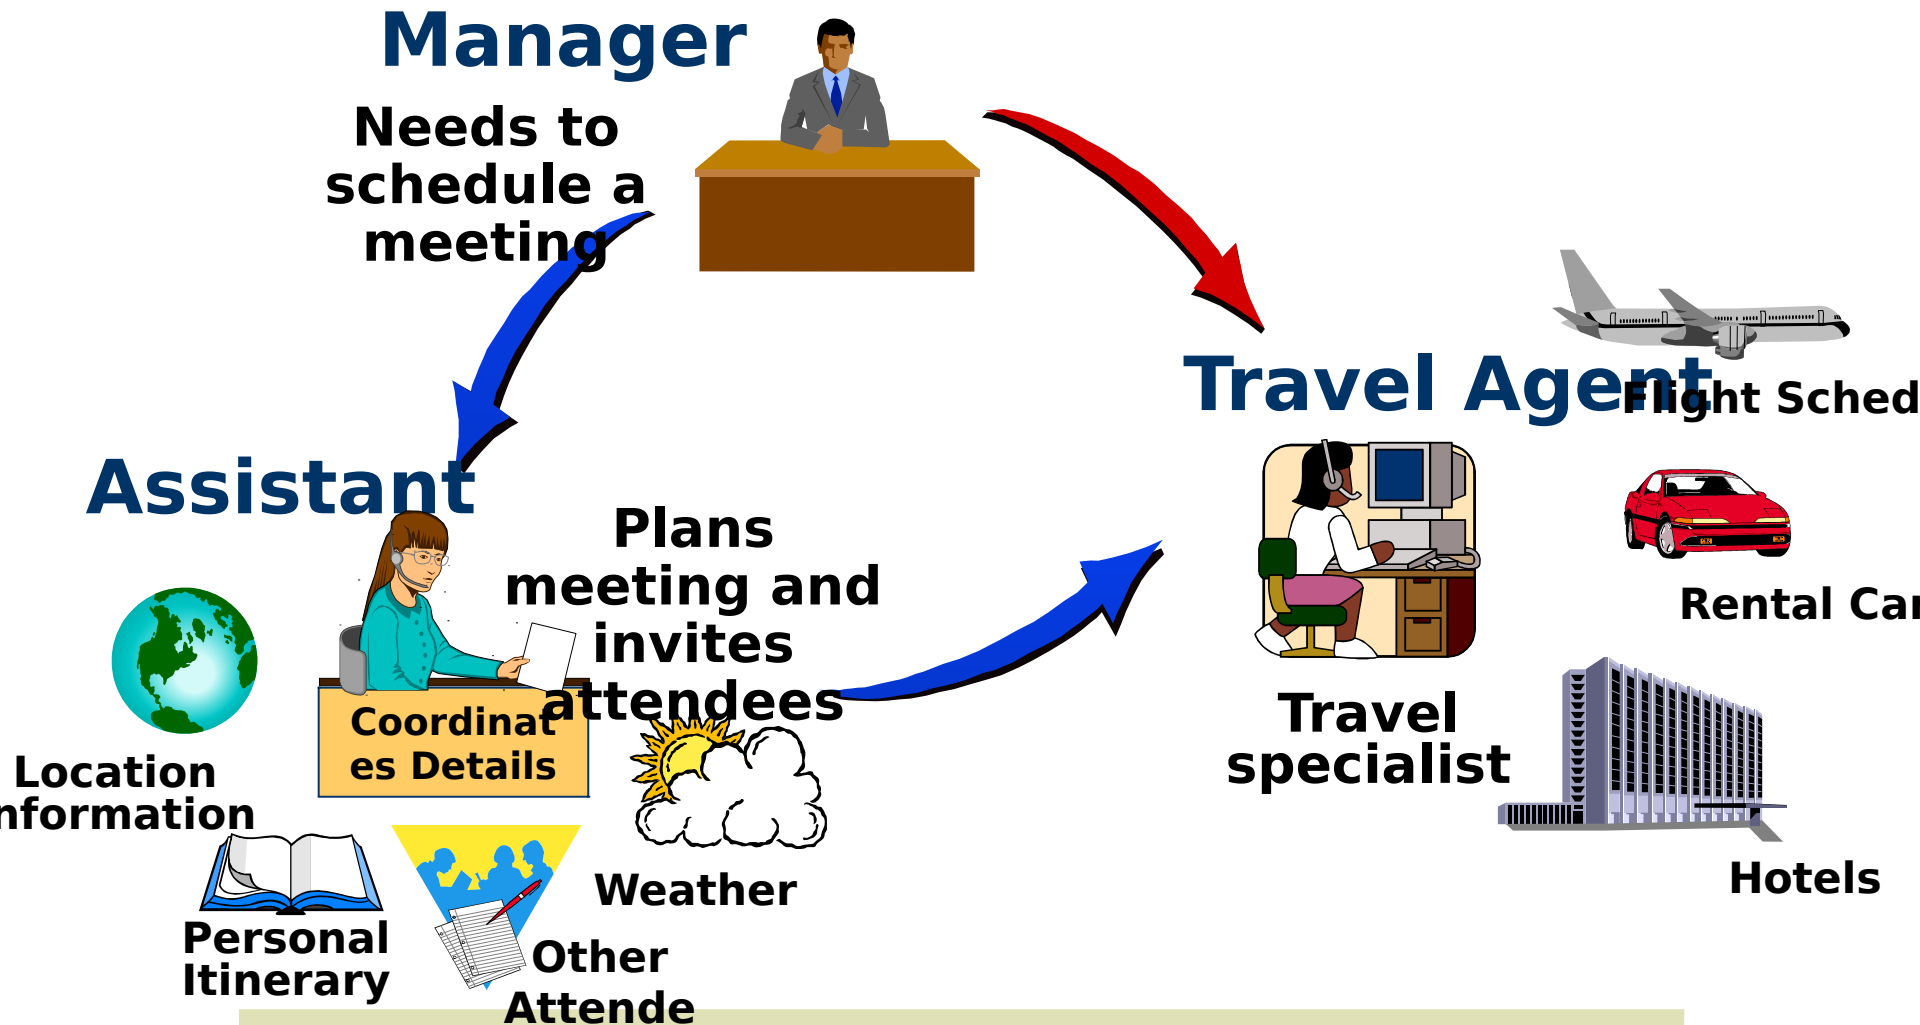 Manager
Needs to
schedule a
meeting
Travel Agent
Flight Sched
Assistant
Plans
meeting and
invites
attendees
Rental Car
Coordinat
es Details
Travel
specialist
Location
nformation
Weather
Hotels
Personal
Itinerary
Other
Attende